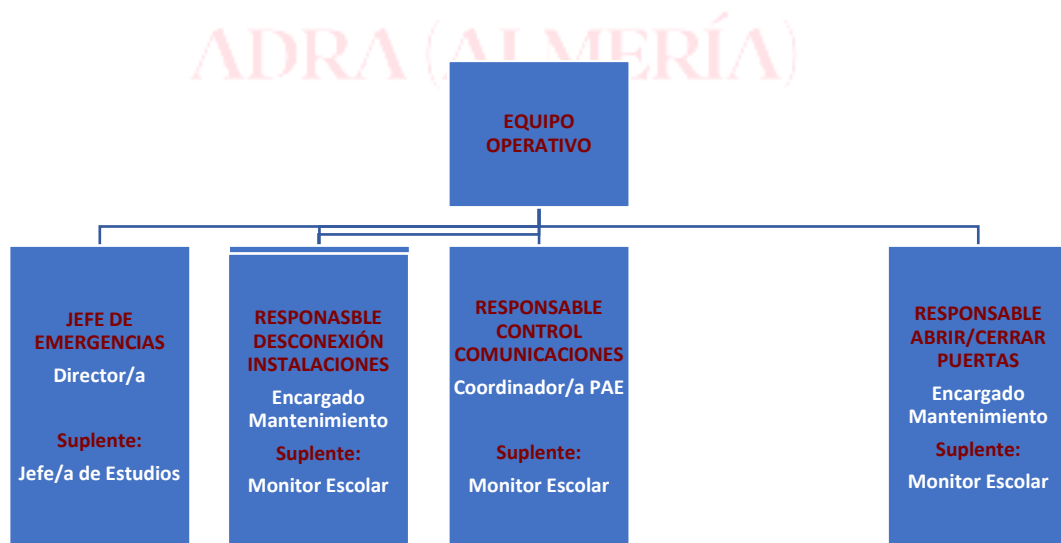 ADRA (ALMERÍA)
EQUIPO
OPERATIVO
JEFE DE
EMERGENCIAS
Director/a
Suplente:
Jefe/a de Estudios
RESPONASBLE
DESCONEXIÓN
INSTALACIONES
Encargado
Mantenimiento
Suplente:
Monitor Escolar
RESPONSABLE
CONTROL
COMUNICACIONES
Coordinador/a PAE
Suplente:
Monitor Escolar
RESPONSABLE
ABRIR/CERRAR
PUERTAS
Encargado
Mantenimiento
Suplente:
Monitor Escolar